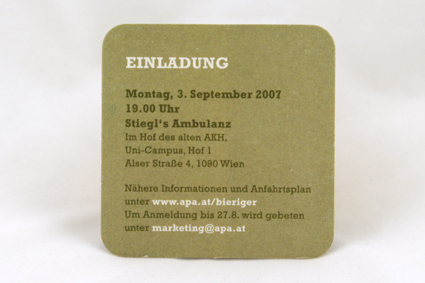 EINLADUNG
Montag, 3. September 2007
19.00 Uhr
Stiegl's Ambulanz
Im Hof des alten AKH,
Uni-Campus, Hof 1
Alser Straße 4, 1090 Wien
Nähere Informationen und Anfahrtsplan
unter www.apa.at/bieriger
Um Anmeldung bis 27.8. wird gebeten
unter marketing@apa.at